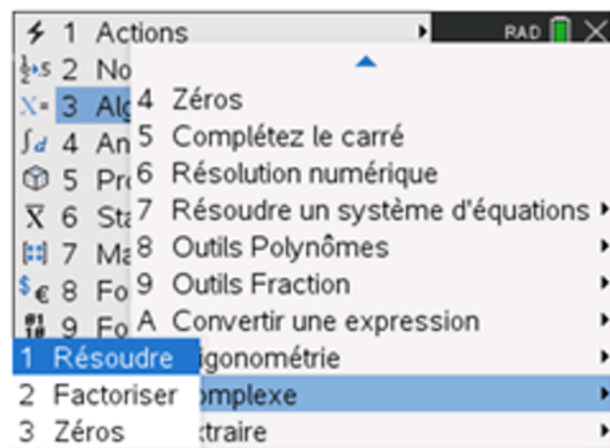 1 Actions
RAD
2 No
3 Alg
4 An
5 Pro
6 Sta
7 Ma
8 Fo
9 Fo
4 Zéros
5 Complétez le carré
6 Résolution numérique
7 Résoudre un système d'équations
8 Outils Polynômes
9 Outils Fraction
A Convertir une expression
igonométrie
omplexe
traire
1 Résoudre
2 Factoriser
3 Zéros